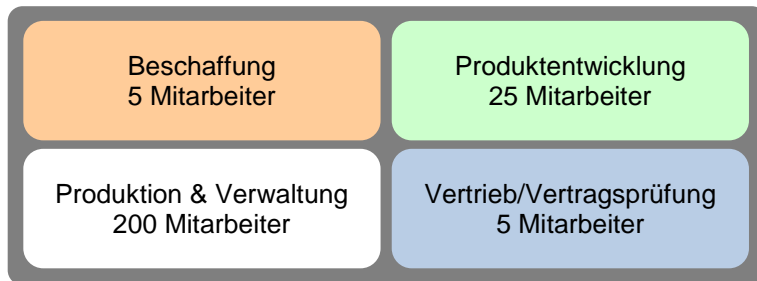 Beschaffung
5 Mitarbeiter
Produktentwicklung
25 Mitarbeiter
Produktion & Verwaltung
200 Mitarbeiter
Vertrieb/Vertragsprüfung
5 Mitarbeiter